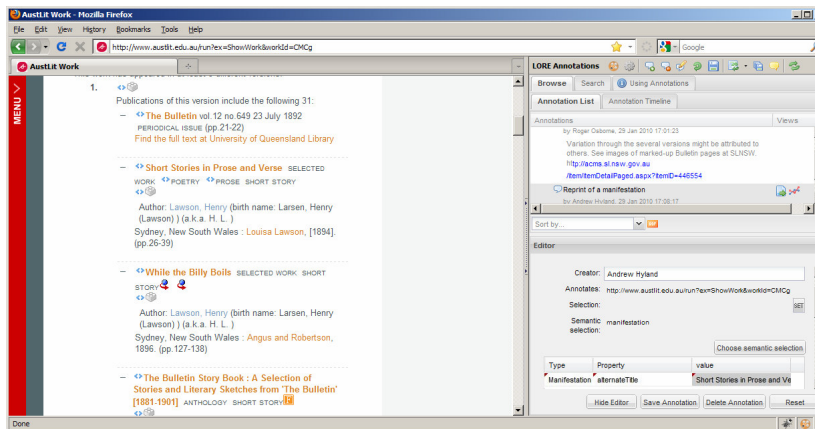 AustLit Work - Mozilla Firefox
File Edit View History Bookmarks Tools Help
http://www.austlit.edu.au/run?ex=ShowWork&workId=CMCg
Google
AustLit Work
MENU
1.
Publications of this version include the following 31:
– The Bulletin vol.12 no.649 23 July 1892
PERIODICAL ISSUE (pp.21-22)
Find the full text at University of Queensland Library
– Short Stories in Prose and Verse SELECTED
WORK POETRY PROSE SHORT STORY
Author: Lawson, Henry (birth name: Larsen, Henry
(Lawson) ) (a.k.a. H. L. )
Sydney, New South Wales : Louisa Lawson, [1894].
(pp.26-39)
– While the Billy Boils SELECTED WORK SHORT
STORY
Author: Lawson, Henry (birth name: Larsen, Henry
(Lawson) ) (a.k.a. H. L. )
Sydney, New South Wales : Angus and Robertson,
1896. (pp.127-138)
– The Bulletin Story Book : A Selection of
Stories and Literary Sketches from 'The Bulletin'
[1881-1901] ANTHOLOGY SHORT STORY
LORE Annotations
Browse Search Using Annotations
Annotation List Annotation Timeline
Annotations Views
by Roger Osborne, 29 Jan 2010 17:01:23
Variation through the several versions might be attributed to
others. See images of marked-up Bulletin pages at SLNSW.
http://acms.sl.nsw.gov.au
/item/itemDetailPaged.aspx?itemID=446554
Reprint of a manifestation
by Andrew Hyland, 29 Jan 2010 17:08:17
Sort by...
Editor
Creator: Andrew Hyland
Annotates: http://www.austlit.edu.au/run?ex=ShowWork&workId=CMCg
Selection: SET
Semantic selection: manifestation
Choose semantic selection
Type Property value
Manifestation alternateTitle Short Stories in Prose and Ve
Hide Editor Save Annotation Delete Annotation Reset
Done